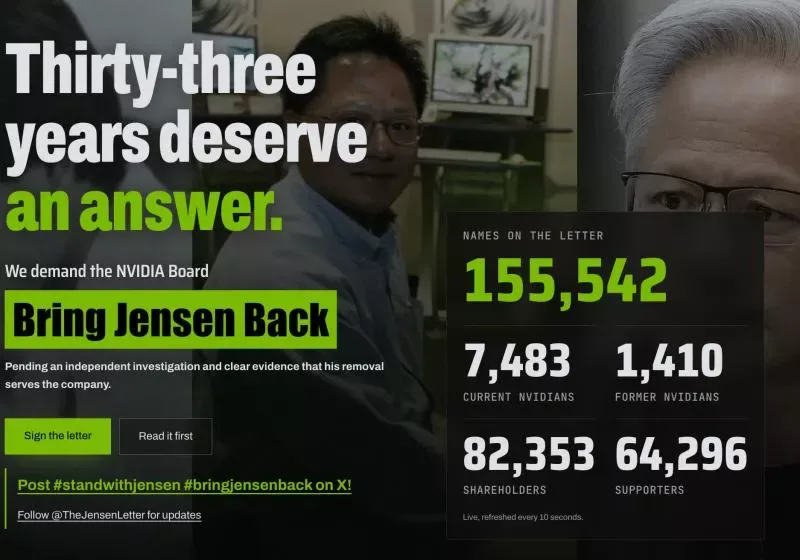 Thirty-three
years deserve
an answer.
We demand the NVIDIA Board
Bring Jensen Back
Pending an independent investigation and clear evidence that his removal
serves the company.
Sign the letter
Read it first
Post #standwithjensen #bringjensenback on X!
Follow @TheJensenLetter for updates
NAMES ON THE LETTER
155,542
7,483
CURRENT NVIDIANS
1,410
FORMER NVIDIANS
82,353
SHAREHOLDERS
64,296
SUPPORTERS
Live, refreshed every 10 seconds.